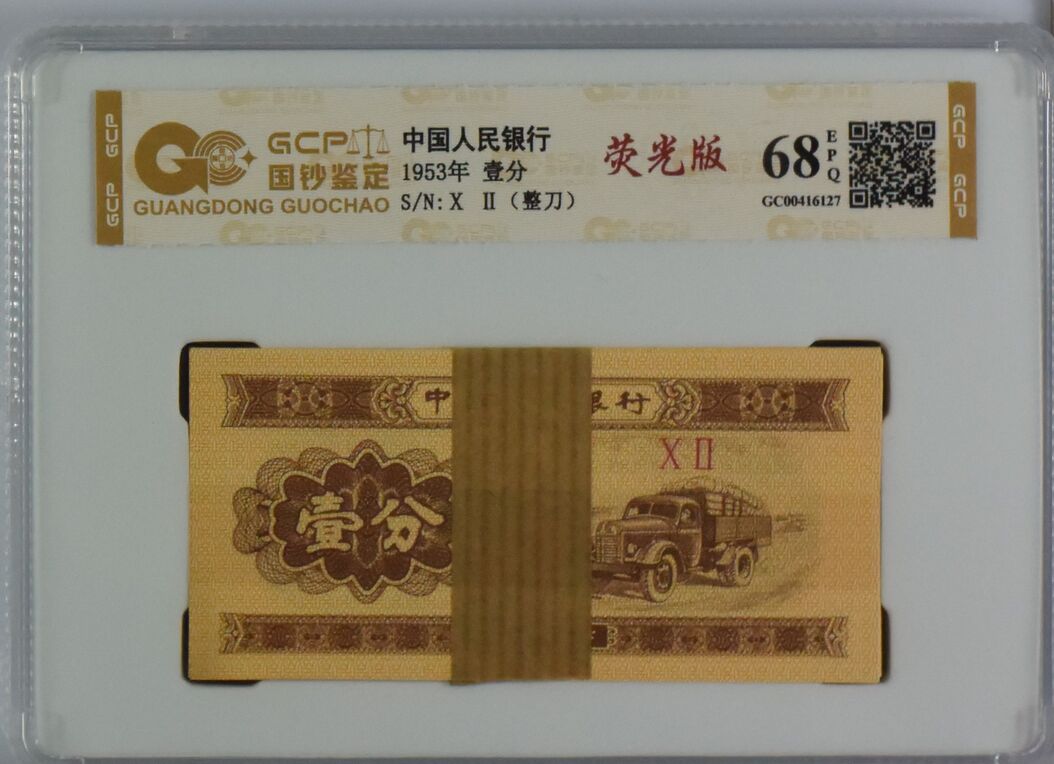 GCP
GCP
GCP
国钞鉴定
GUANGDONG GUOCHAO
中国人民银行
1953年 壹分
S/N: X Ⅱ（整刀）
荧光版
68
EPQ
GC00416127
GCP
GCP
中
行
X Ⅱ
壹分